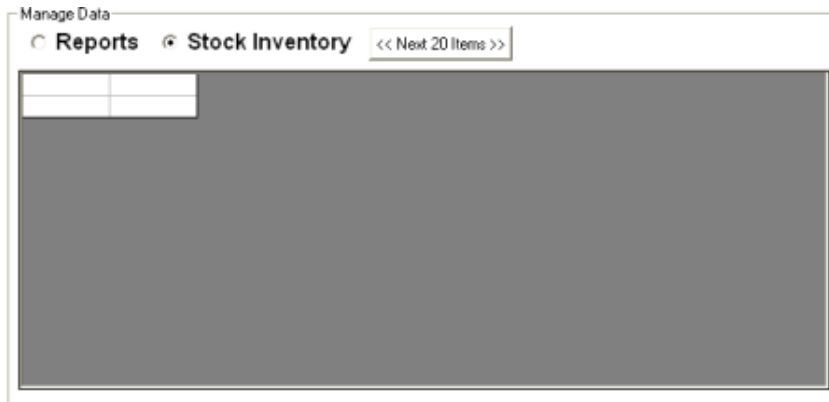 Manage Data
Reports Stock Inventory << Next 20 Items >>